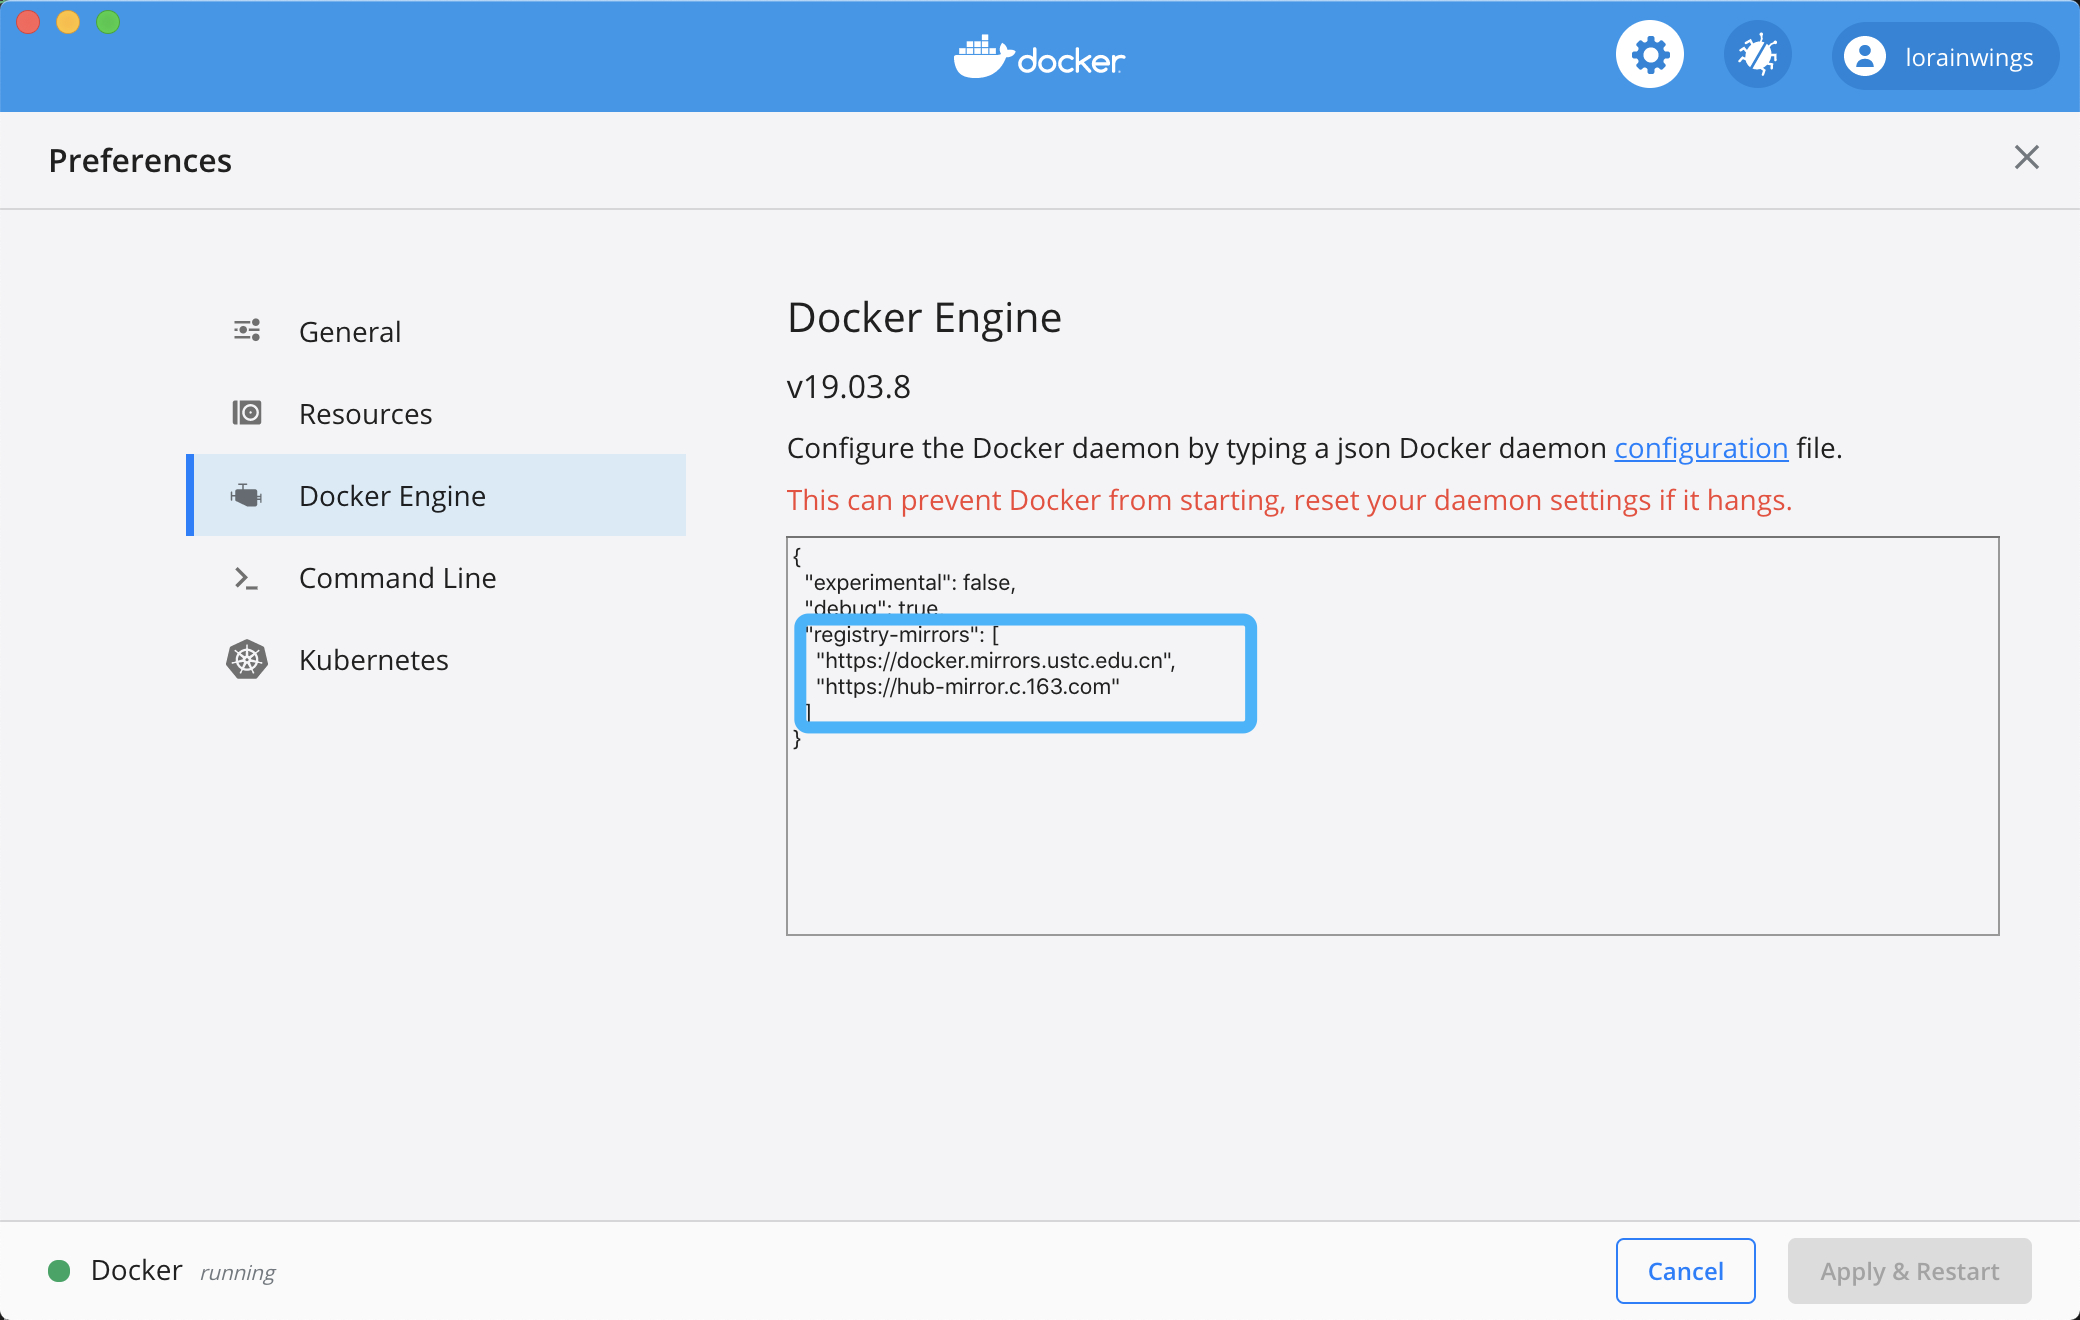 docker
lorainwings
Preferences
General
Resources
Docker Engine
Command Line
Kubernetes
Docker Engine
v19.03.8
Configure the Docker daemon by typing a json Docker daemon configuration file.
This can prevent Docker from starting, reset your daemon settings if it hangs.
{
"experimental": false,
"debug": true
"registry-mirrors": [
"https://docker.mirrors.ustc.edu.cn",
"https://hub-mirror.c.163.com"
]
}
Docker running
Cancel
Apply & Restart